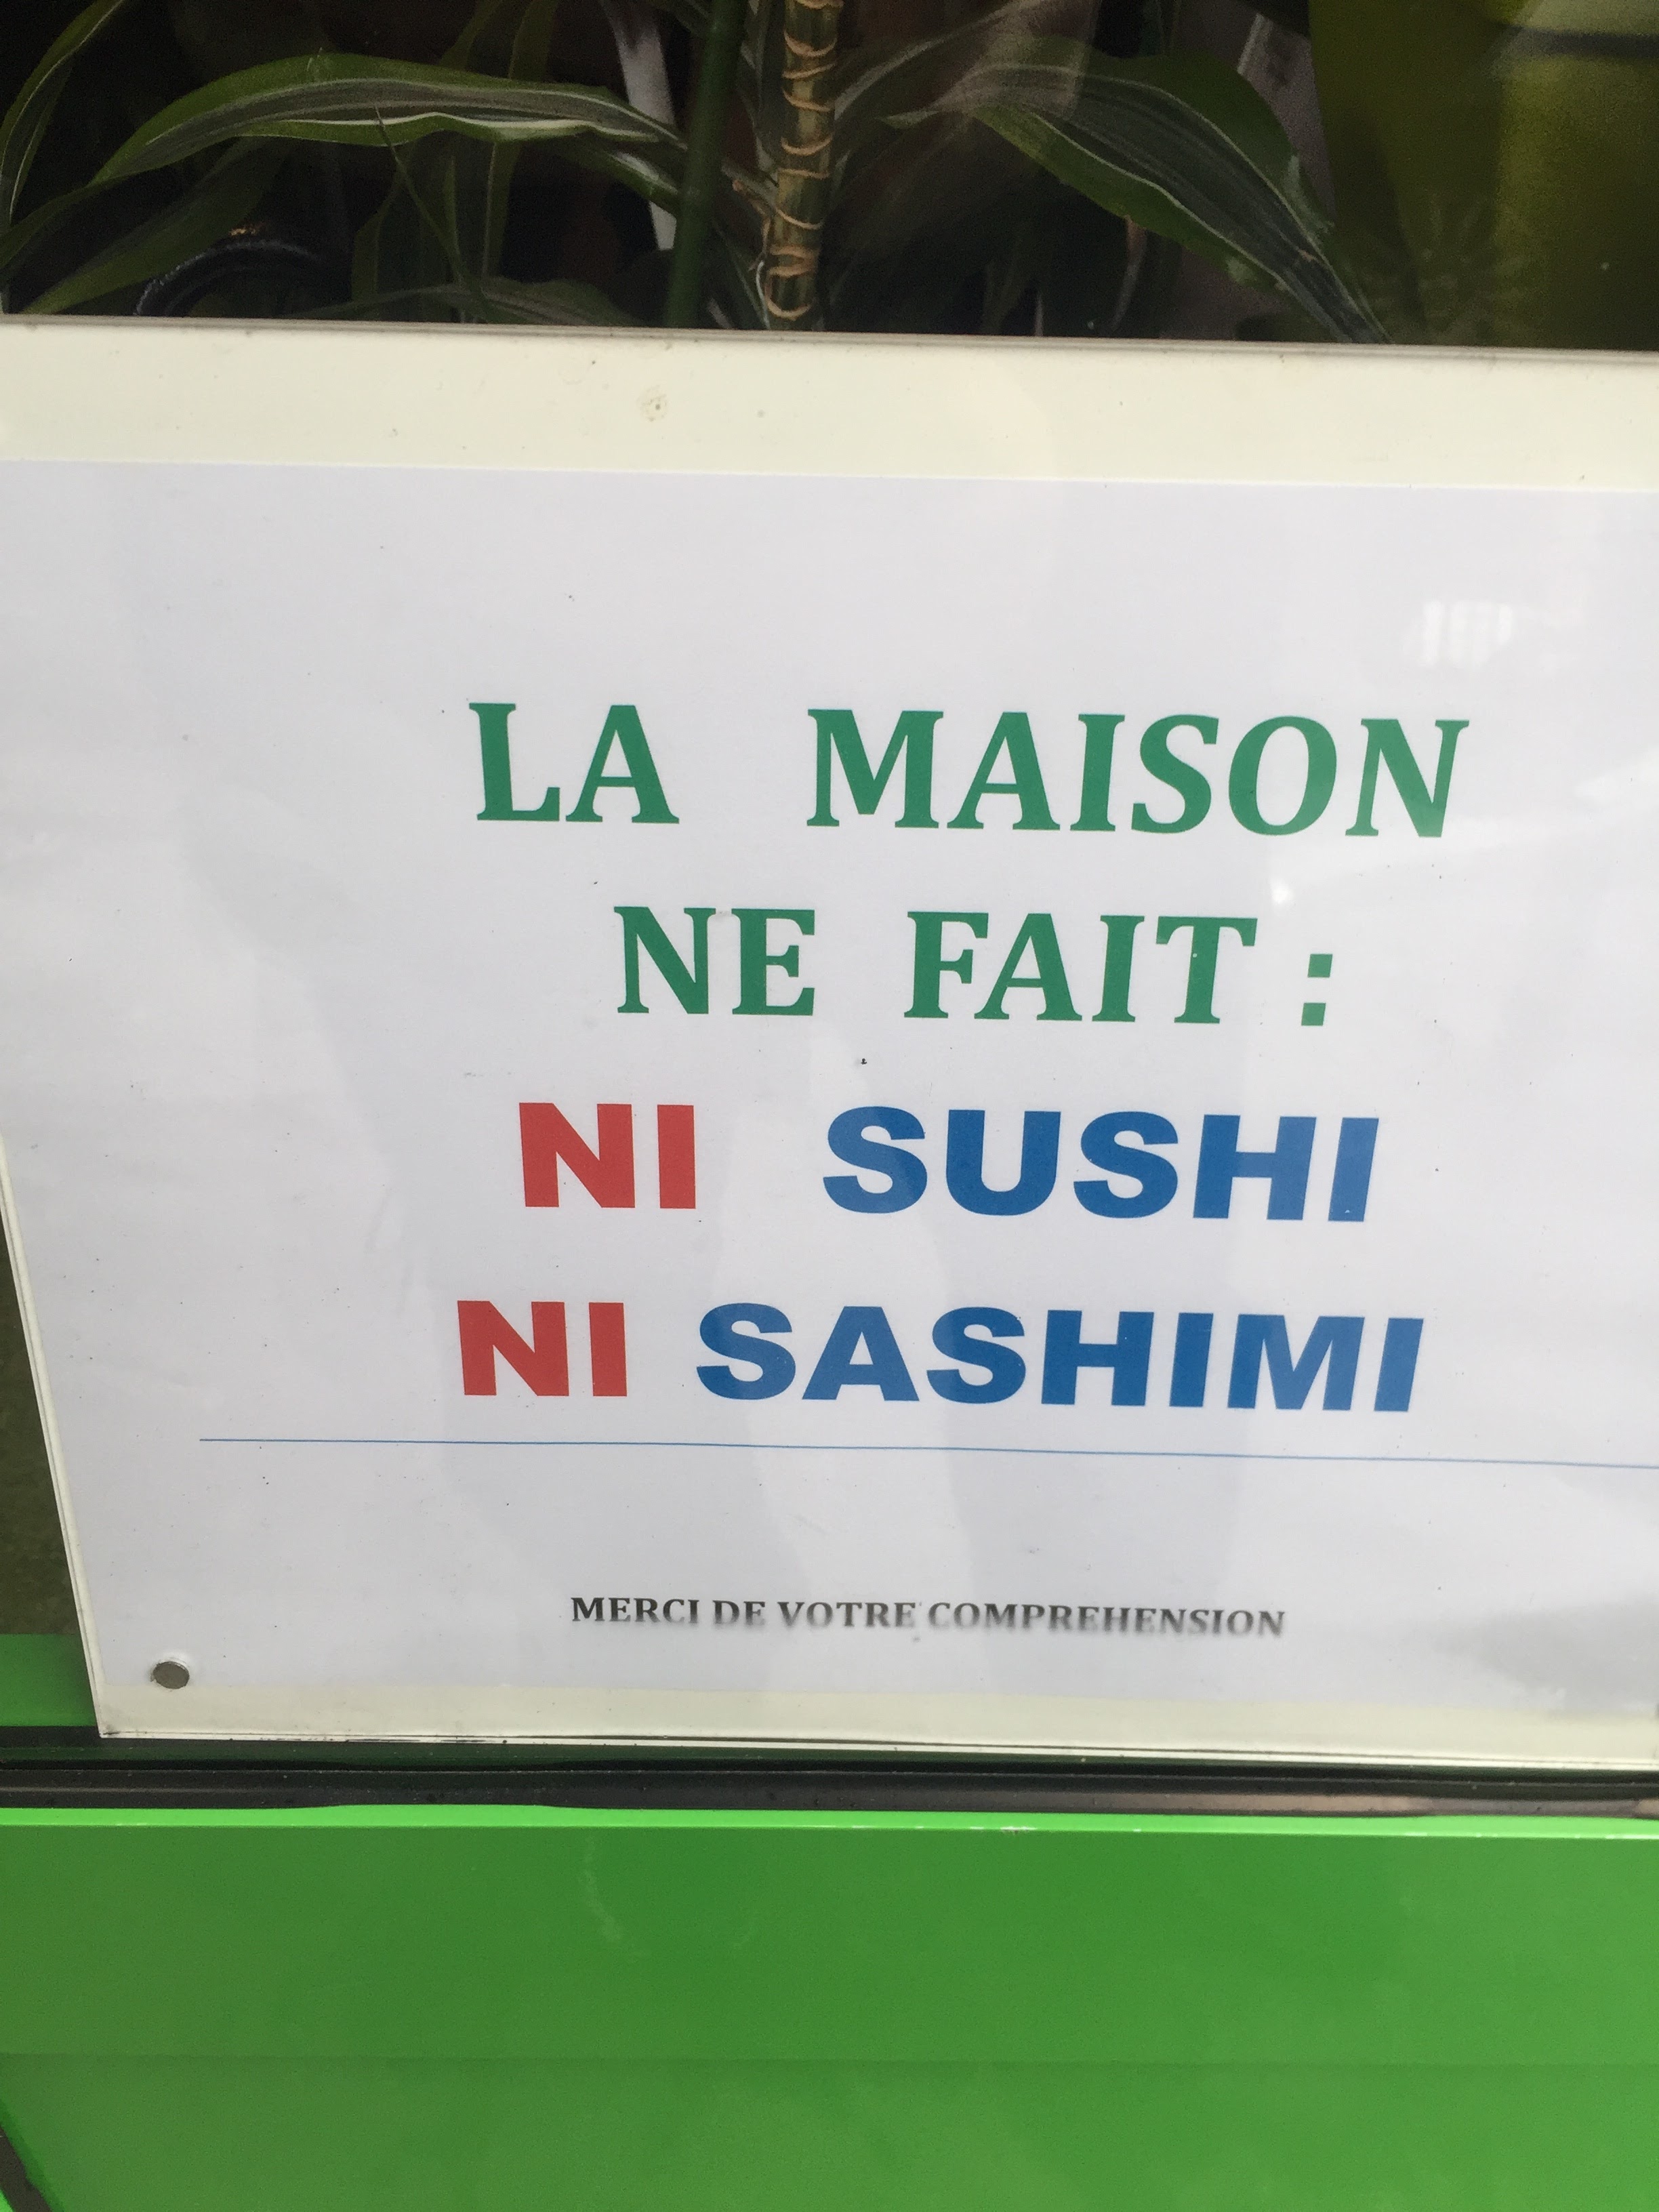 LA MAISON
NE FAIT :
NI SUSHI
NI SASHIMI
MERCI DE VOTRE COMPREHENSION